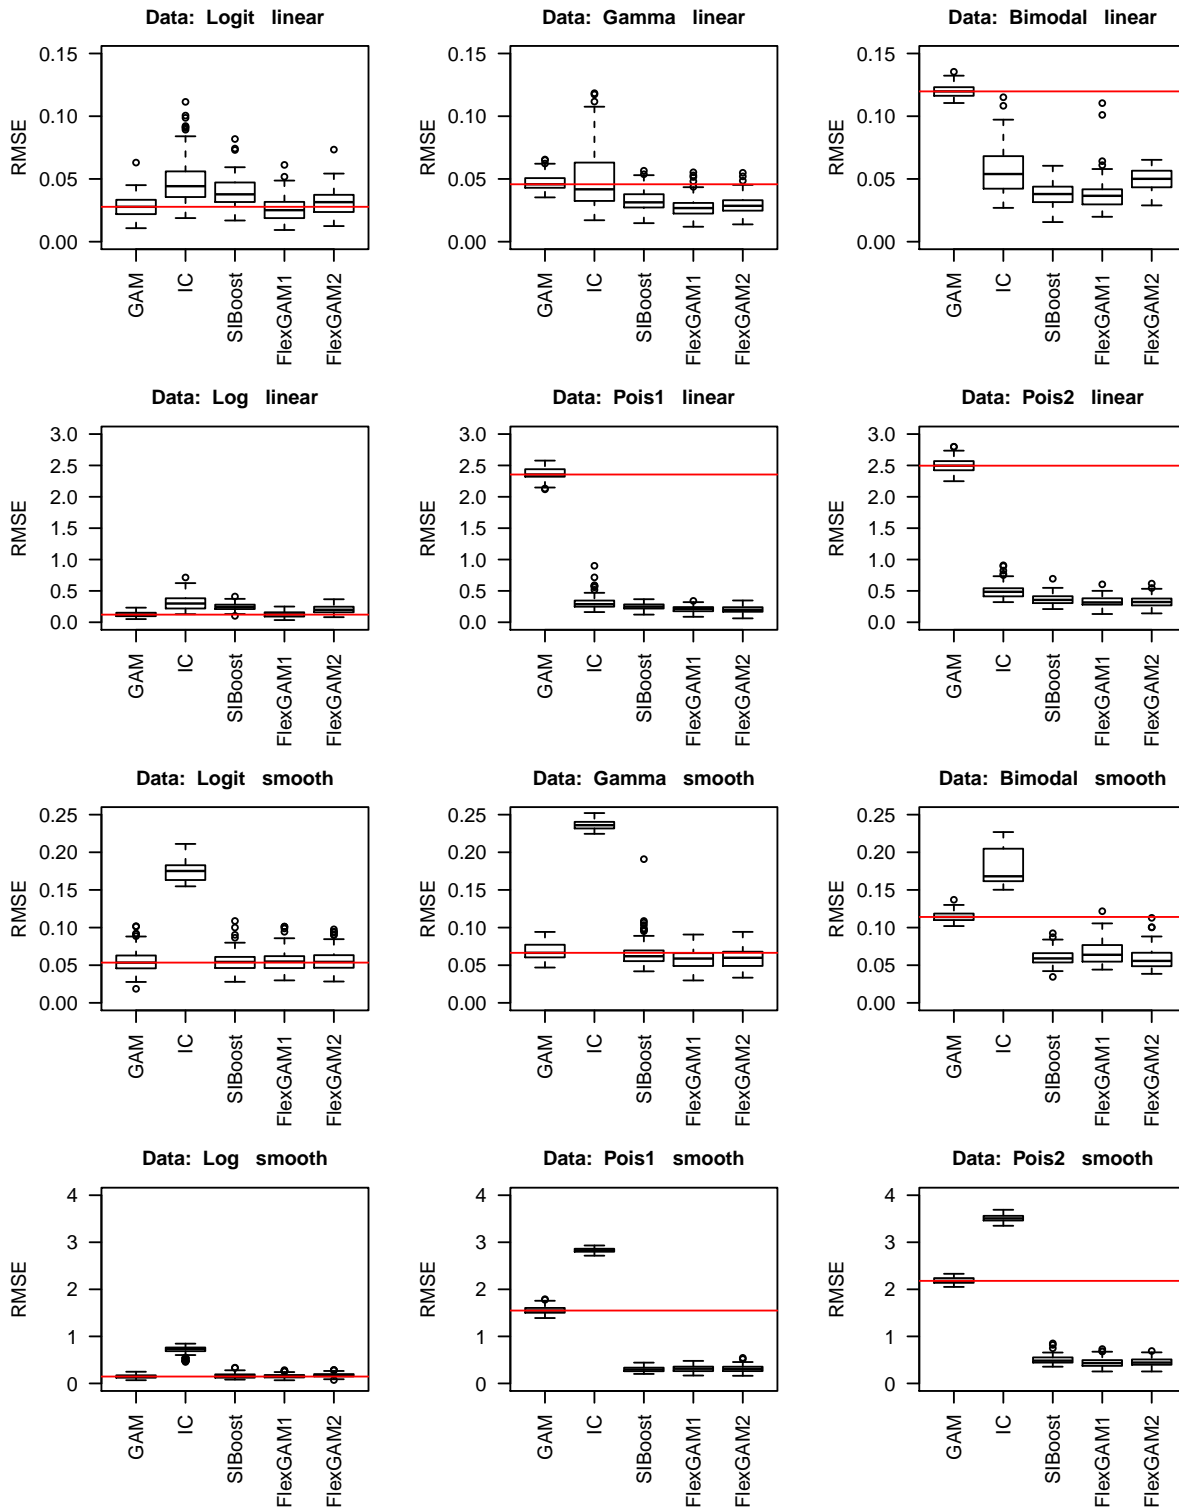 Data: Logit linear
RMSE
0.15
0.10
0.05
0.00
GAM
IC
SIBoost
FlexGAM1
FlexGAM2
Data: Gamma linear
RMSE
0.15
0.10
0.05
0.00
GAM
IC
SIBoost
FlexGAM1
FlexGAM2
Data: Bimodal linear
RMSE
0.15
0.10
0.05
0.00
GAM
IC
SIBoost
FlexGAM1
FlexGAM2
Data: Log linear
RMSE
3.0
2.5
2.0
1.5
1.0
0.5
0.0
GAM
IC
SIBoost
FlexGAM1
FlexGAM2
Data: Pois1 linear
RMSE
3.0
2.5
2.0
1.5
1.0
0.5
0.0
GAM
IC
SIBoost
FlexGAM1
FlexGAM2
Data: Pois2 linear
RMSE
3.0
2.5
2.0
1.5
1.0
0.5
0.0
GAM
IC
SIBoost
FlexGAM1
FlexGAM2
Data: Logit smooth
RMSE
0.25
0.20
0.15
0.10
0.05
0.00
GAM
IC
SIBoost
FlexGAM1
FlexGAM2
Data: Gamma smooth
RMSE
0.25
0.20
0.15
0.10
0.05
0.00
GAM
IC
SIBoost
FlexGAM1
FlexGAM2
Data: Bimodal smooth
RMSE
0.25
0.20
0.15
0.10
0.05
0.00
GAM
IC
SIBoost
FlexGAM1
FlexGAM2
Data: Log smooth
RMSE
4
3
2
1
0
GAM
IC
SIBoost
FlexGAM1
FlexGAM2
Data: Pois1 smooth
RMSE
4
3
2
1
0
GAM
IC
SIBoost
FlexGAM1
FlexGAM2
Data: Pois2 smooth
RMSE
4
3
2
1
0
GAM
IC
SIBoost
FlexGAM1
FlexGAM2